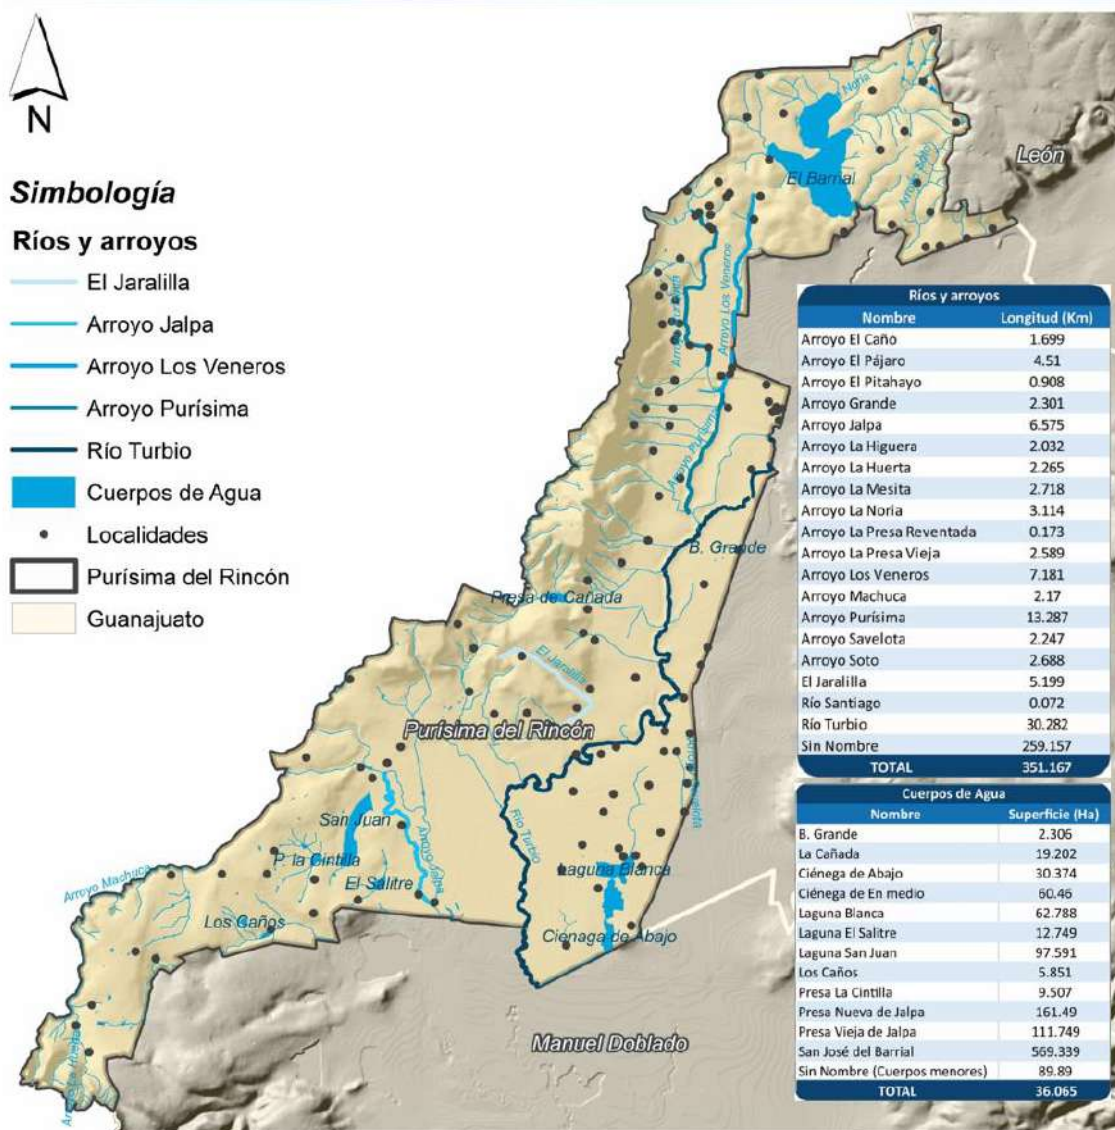 N
Simbología
Ríos y arroyos
El Jaralilla
Arroyo Jalpa
Arroyo Los Veneros
Arroyo Purísima
Río Turbio
Cuerpos de Agua
Localidades
Purísima del Rincón
Guanajuato
Noria
León
El Barrial
Arroyo Soto
Arroyo Los Veneros
Arroyo Purísima
Arroyo Purísima
B. Grande
Presa de Cañada
El Jaralilla
Purísima del Rincón
San Juan
Arroyo Jalpa
Río Turbio
P. la Cintilla
Laguna Blanca
Arroyo Machuca
El Salitre
Los Caños
Cienaga de Abajo
Manuel Doblado
Ríos y arroyos
Nombre Longitud (Km)
Arroyo El Caño 1.699
Arroyo El Pájaro 4.51
Arroyo El Pitahayo 0.908
Arroyo Grande 2.301
Arroyo Jalpa 6.575
Arroyo La Higuera 2.032
Arroyo La Huerta 2.265
Arroyo La Mesita 2.718
Arroyo La Noria 3.114
Arroyo La Presa Reventada 0.173
Arroyo La Presa Vieja 2.589
Arroyo Los Veneros 7.181
Arroyo Machuca 2.17
Arroyo Purísima 13.287
Arroyo Savelota 2.247
Arroyo Soto 2.688
El Jaralilla 5.199
Río Santiago 0.072
Río Turbio 30.282
Sin Nombre 259.157
TOTAL 351.167
Cuerpos de Agua
Nombre Superficie (Ha)
B. Grande 2.306
La Cañada 19.202
Ciénega de Abajo 30.374
Ciénega de En medio 60.46
Laguna Blanca 62.788
Laguna El Salitre 12.749
Laguna San Juan 97.591
Los Caños 5.851
Presa La Cintilla 9.507
Presa Nueva de Jalpa 161.49
Presa Vieja de Jalpa 111.749
San José del Barrial 569.339
Sin Nombre (Cuerpos menores) 89.89
TOTAL 36.065